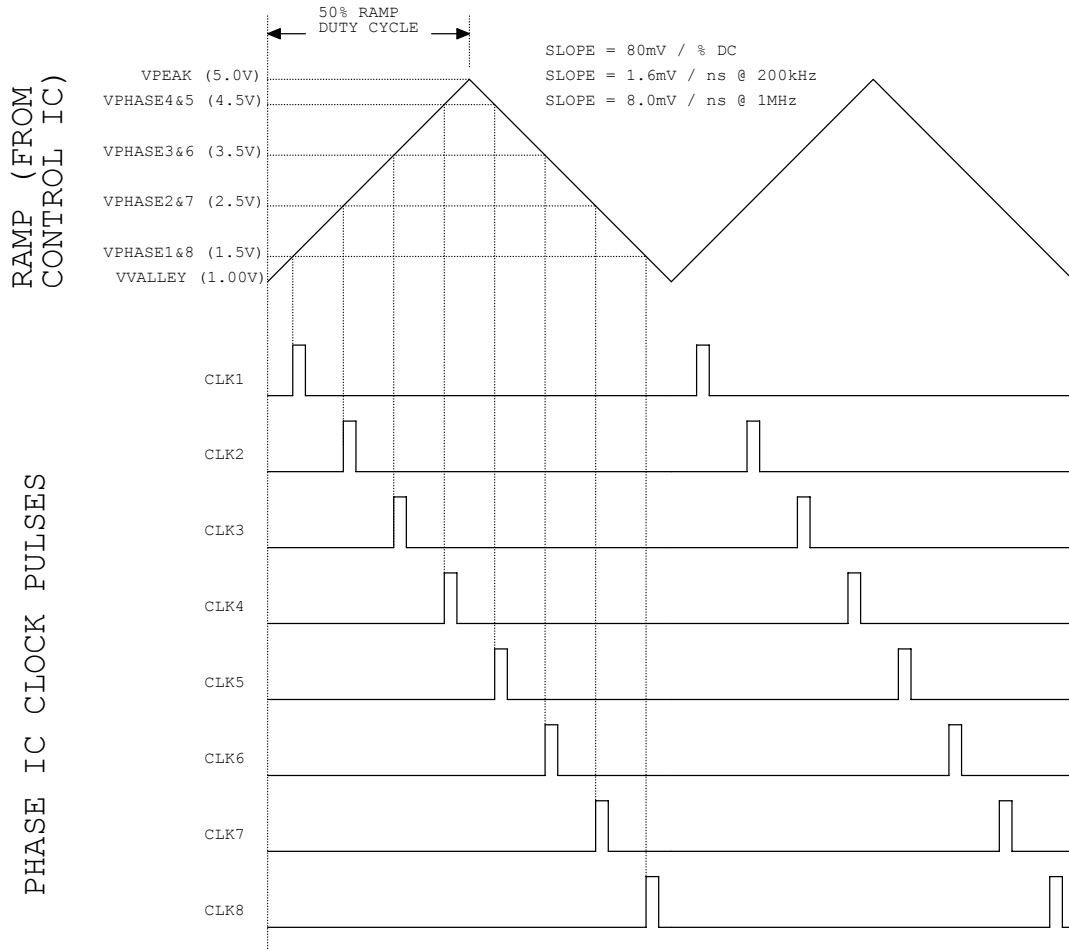 50% RAMP
DUTY CYCLE
SLOPE = 80mV / % DC
SLOPE = 1.6mV / ns @ 200kHz
SLOPE = 8.0mV / ns @ 1MHz
RAMP (FROM
CONTROL IC)
VPEAK (5.0V)
VPHASE4&5 (4.5V)
VPHASE3&6 (3.5V)
VPHASE2&7 (2.5V)
VPHASE1&8 (1.5V)
VVALLEY (1.00V)
PHASE IC CLOCK PULSES
CLK1
CLK2
CLK3
CLK4
CLK5
CLK6
CLK7
CLK8